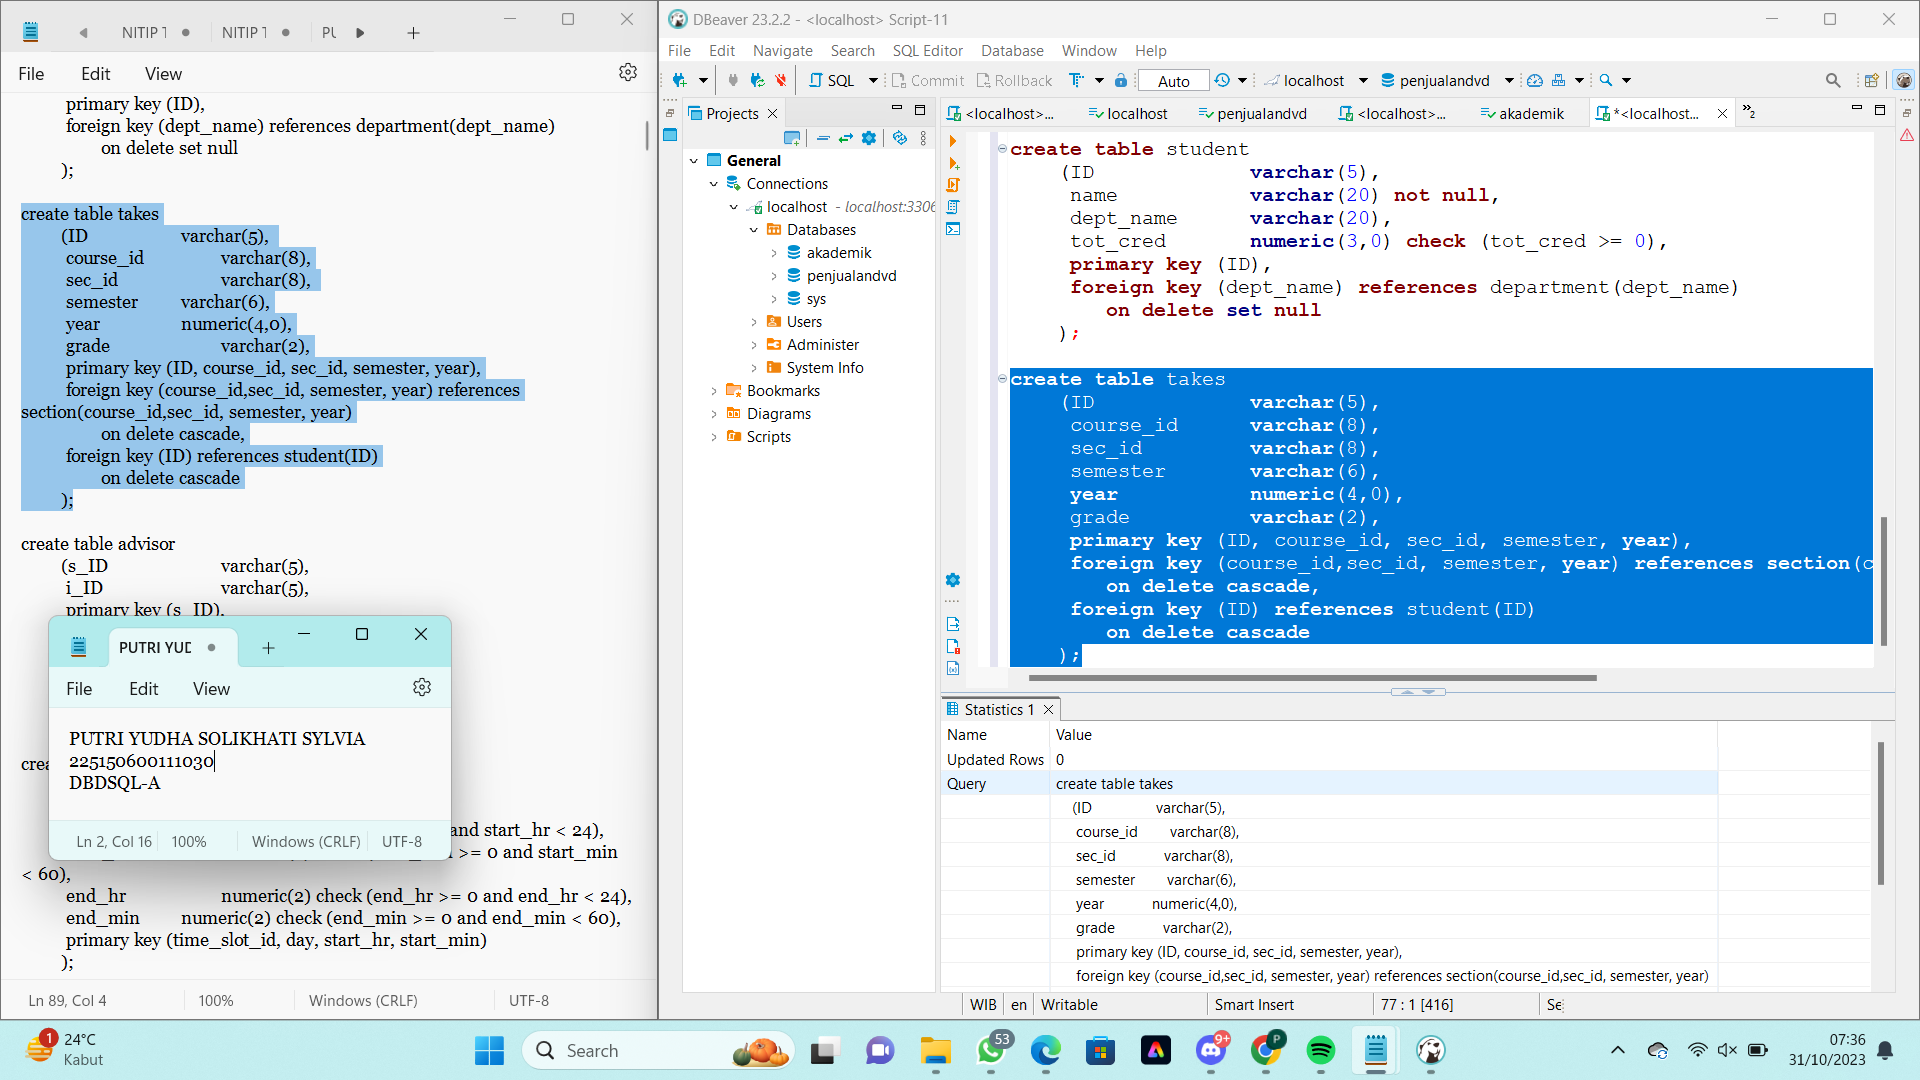 NITIP T
NITIP T
PU
File
Edit
View
primary key (ID),
foreign key (dept_name) references department(dept_name)
on delete set null
);
create table takes
(ID varchar(5),
course_id varchar(8),
sec_id varchar(8),
semester varchar(6),
year numeric(4,0),
grade varchar(2),
primary key (ID, course_id, sec_id, semester, year),
foreign key (course_id,sec_id, semester, year) references
section(course_id,sec_id, semester, year)
on delete cascade,
foreign key (ID) references student(ID)
on delete cascade
);
create table advisor
(s_ID varchar(5),
i_ID varchar(5),
primary key (s_ID),
crea
and start_hr < 24),
>= 0 and start_min
< 60),
end_hr numeric(2) check (end_hr >= 0 and end_hr < 24),
end_min numeric(2) check (end_min >= 0 and end_min < 60),
primary key (time_slot_id, day, start_hr, start_min)
);
Ln 89, Col 4
100%
Windows (CRLF)
UTF-8
PUTRI YUD
File
Edit
View
PUTRI YUDHA SOLIKHATI SYLVIA
225150600111030
DBDSQL-A
Ln 2, Col 16
100%
Windows (CRLF)
UTF-8
DBeaver 23.2.2 - <localhost> Script-11
File Edit Navigate Search SQL Editor Database Window Help
SQL
Commit
Rollback
Auto
localhost
penjualandvd
Projects
General
Connections
localhost - localhost:3306
Databases
akademik
penjualandvd
sys
Users
Administer
System Info
Bookmarks
Diagrams
Scripts
<localhost>...
localhost
penjualandvd
<localhost>...
akademik
*<localhost...
»2
create table student
(ID varchar(5),
name varchar(20) not null,
dept_name varchar(20),
tot_cred numeric(3,0) check (tot_cred >= 0),
primary key (ID),
foreign key (dept_name) references department(dept_name)
on delete set null
);
create table takes
(ID varchar(5),
course_id varchar(8),
sec_id varchar(8),
semester varchar(6),
year numeric(4,0),
grade varchar(2),
primary key (ID, course_id, sec_id, semester, year),
foreign key (course_id,sec_id, semester, year) references section(c
on delete cascade,
foreign key (ID) references student(ID)
on delete cascade
);
Statistics 1
Name Value
Updated Rows 0
Query create table takes
(ID varchar(5),
course_id varchar(8),
sec_id varchar(8),
semester varchar(6),
year numeric(4,0),
grade varchar(2),
primary key (ID, course_id, sec_id, semester, year),
foreign key (course_id,sec_id, semester, year) references section(course_id,sec_id, semester, year)
WIB
en
Writable
Smart Insert
77 : 1 [416]
Se
1
24°C
Kabut
Search
53
9+
P
07:36
31/10/2023